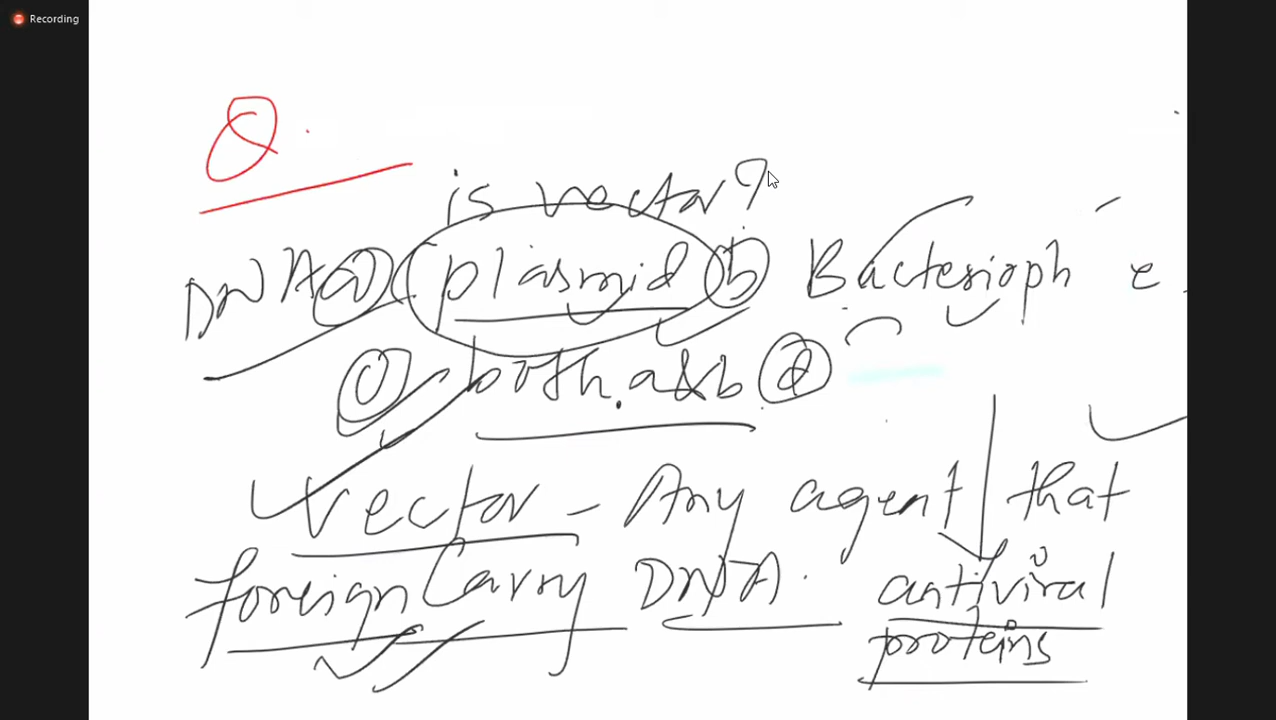 Recording
Q.
is vector?
DNA (a) (plasmid (b) Bacterioph e
(c) both a & b (d)
Vector - Any agent that
foreign Carry DNA.
antiviral
proteins